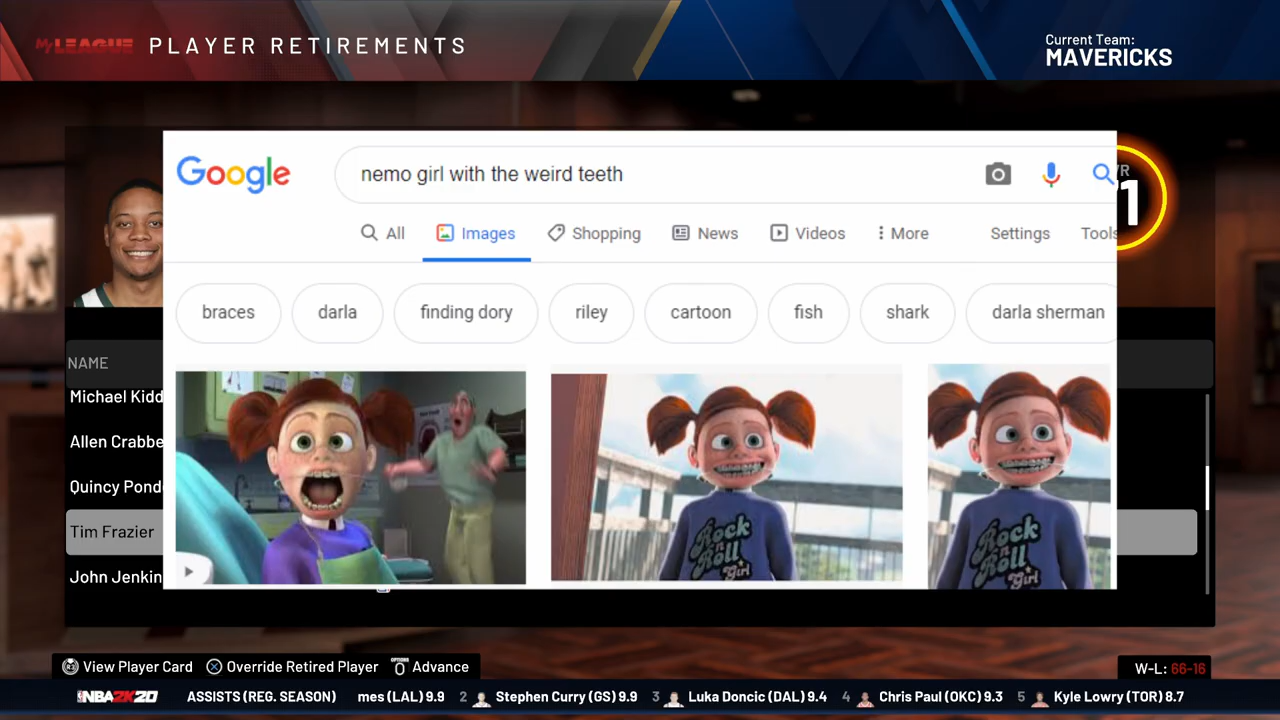 MyLEAGUE PLAYER RETIREMENTS
Current Team:
MAVERICKS
Google
nemo girl with the weird teeth
All Images Shopping News Videos More Settings Tools
braces darla finding dory riley cartoon fish shark darla sherman
NAME
Michael Kidd
Allen Crabbe
Quincy Pond
Tim Frazier
John Jenkin
Rock
n
Roll
Girl
Rock
n
Roll
Girl
View Player Card Override Retired Player OPTIONS Advance
W-L: 66-16
NBA 2K20 ASSISTS (REG. SEASON) mes (LAL) 9.9 2 Stephen Curry (GS) 9.9 3 Luka Doncic (DAL) 9.4 4 Chris Paul (OKC) 9.3 5 Kyle Lowry (TOR) 8.7